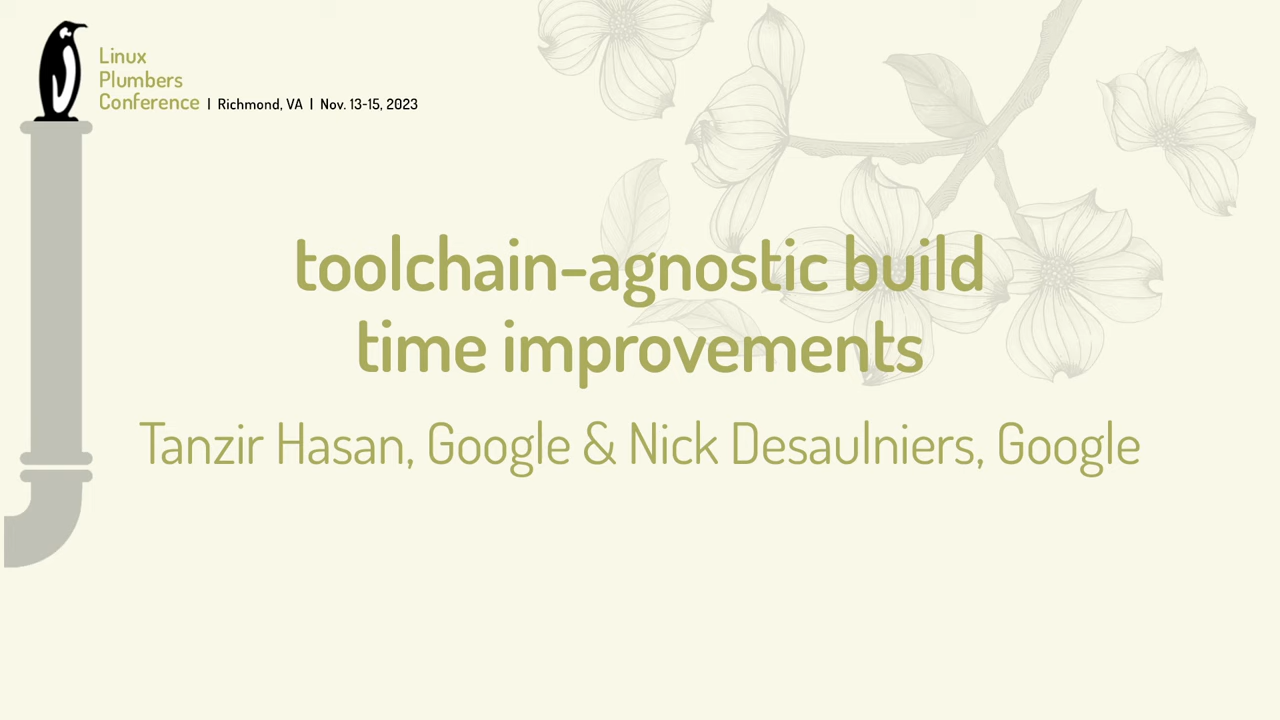 Linux
Plumbers
Conference | Richmond, VA | Nov. 13-15, 2023
toolchain-agnostic build
time improvements
Tanzir Hasan, Google & Nick Desaulniers, Google